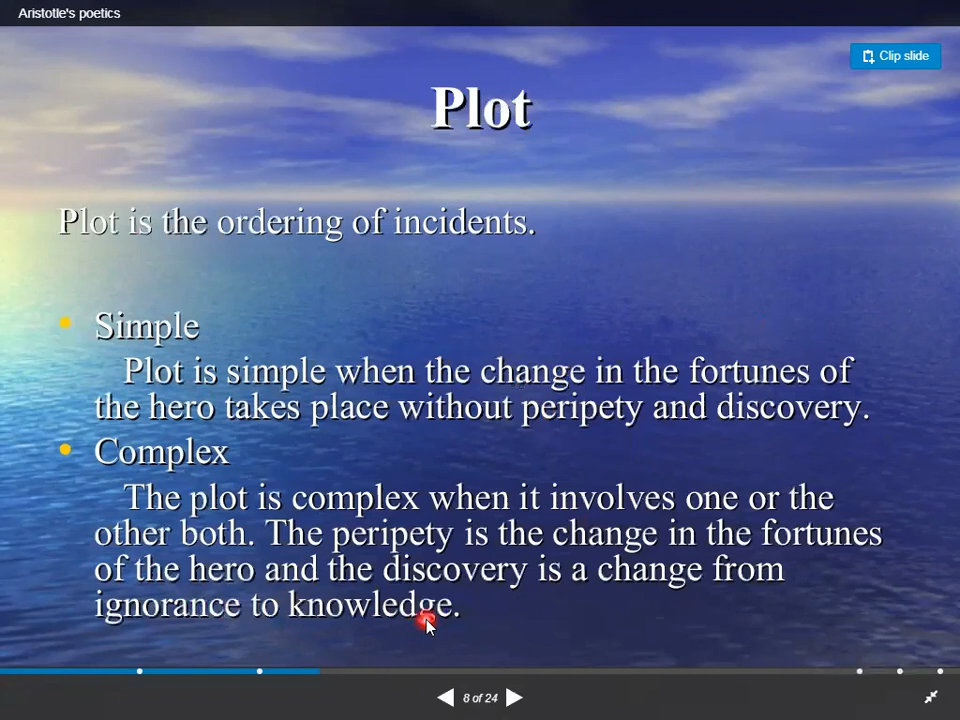 Aristotle's poetics
Clip slide
Plot
Plot is the ordering of incidents.
• Simple
Plot is simple when the change in the fortunes of
the hero takes place without peripety and discovery.
• Complex
The plot is complex when it involves one or the
other both. The peripety is the change in the fortunes
of the hero and the discovery is a change from
ignorance to knowledge.
8 of 24